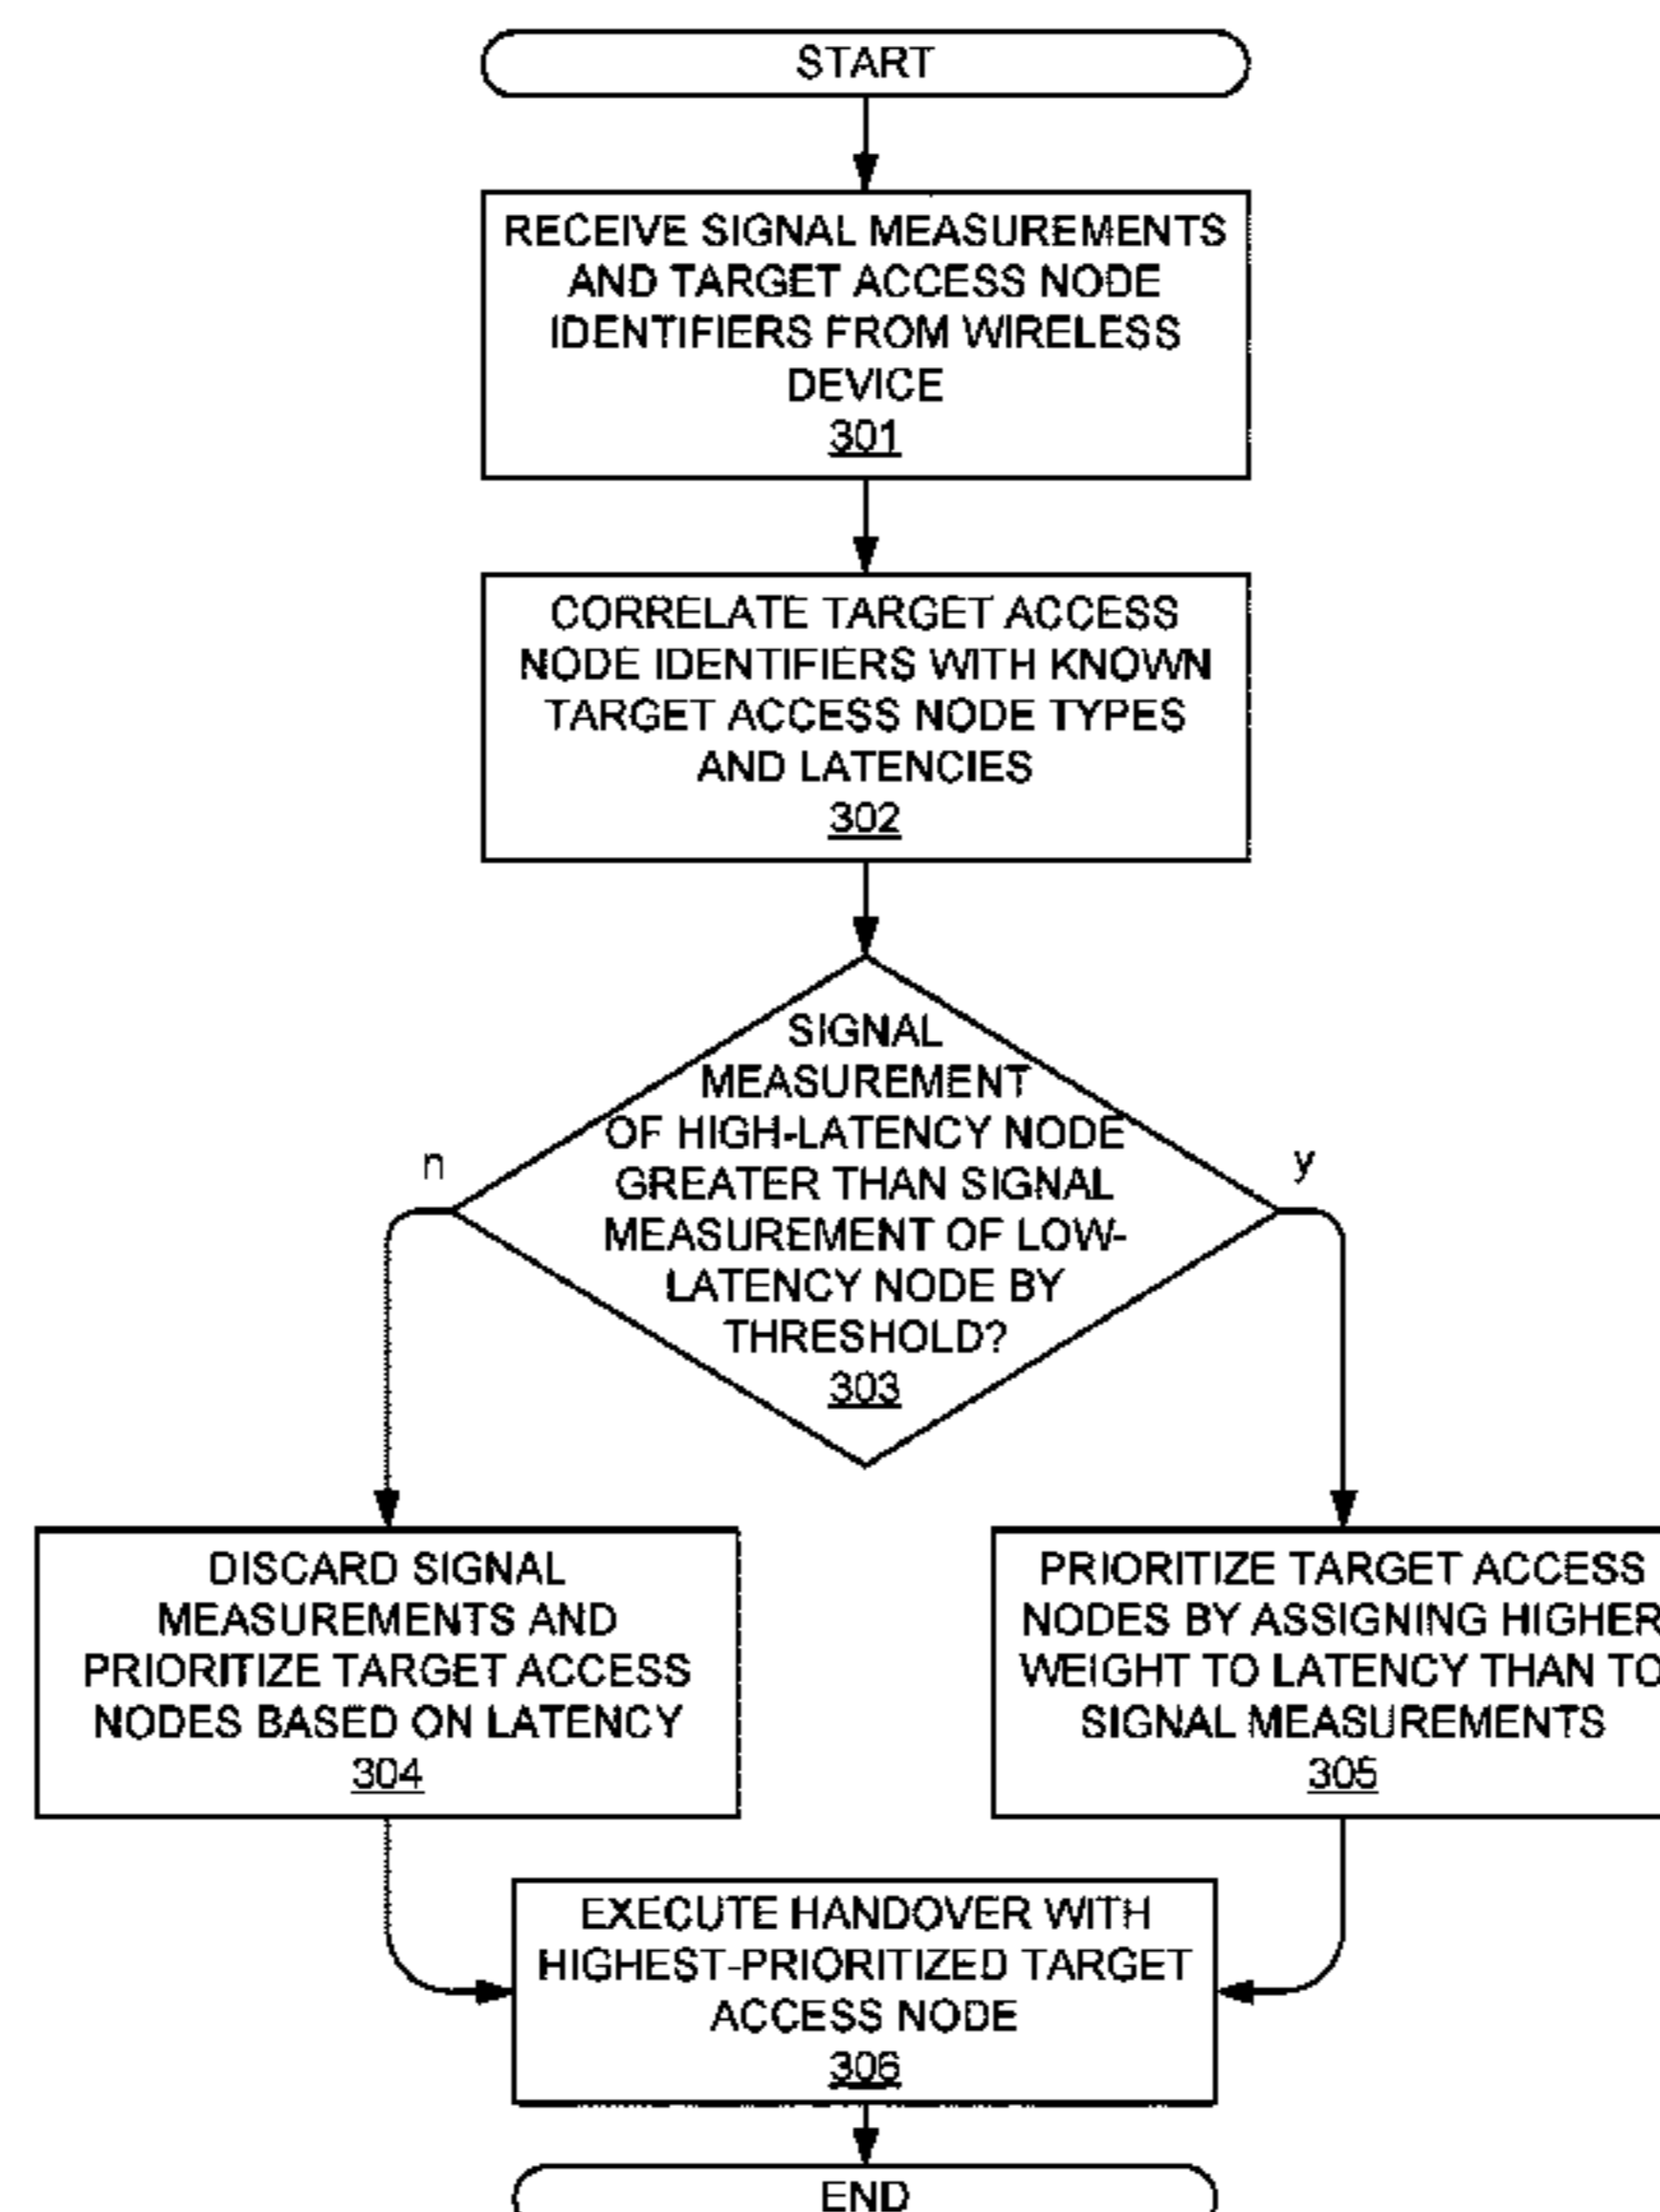 START
RECEIVE SIGNAL MEASUREMENTS
AND TARGET ACCESS NODE
IDENTIFIERS FROM WIRELESS
DEVICE
301
CORRELATE TARGET ACCESS
NODE IDENTIFIERS WITH KNOWN
TARGET ACCESS NODE TYPES
AND LATENCIES
302
SIGNAL
MEASUREMENT
OF HIGH-LATENCY NODE
GREATER THAN SIGNAL
MEASUREMENT OF LOW-
LATENCY NODE BY
THRESHOLD?
303
n
y
DISCARD SIGNAL
MEASUREMENTS AND
PRIORITIZE TARGET ACCESS
NODES BASED ON LATENCY
304
PRIORITIZE TARGET ACCESS
NODES BY ASSIGNING HIGHER
WEIGHT TO LATENCY THAN TO
SIGNAL MEASUREMENTS
305
EXECUTE HANDOVER WITH
HIGHEST-PRIORITIZED TARGET
ACCESS NODE
306
END